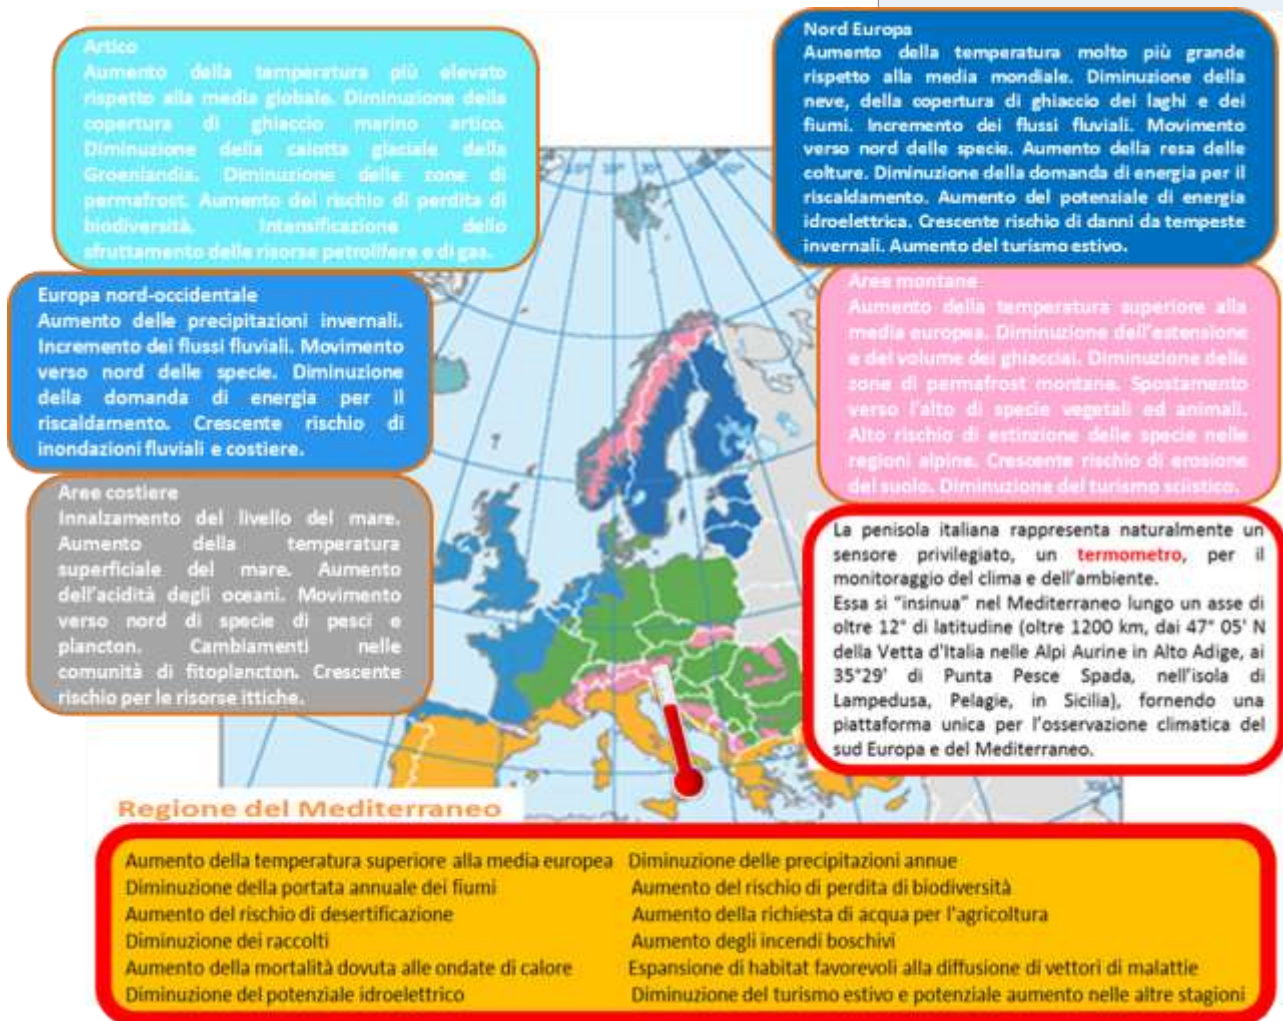 Artico
Aumento della temperatura più elevato
rispetto alla media globale. Diminuzione della
copertura di ghiaccio marino artico.
Diminuzione della calotta glaciale della
Groenlandia. Diminuzione delle zone di
permafrost. Aumento del rischio di perdita di
biodiversità. Intensificazione dello
sfruttamento delle risorse petrolifere e di gas.
Nord Europa
Aumento della temperatura molto più grande
rispetto alla media mondiale. Diminuzione della
neve, della copertura di ghiaccio dei laghi e dei
fiumi. Incremento dei flussi fluviali. Movimento
verso nord delle specie. Aumento della resa delle
colture. Diminuzione della domanda di energia per il
riscaldamento. Aumento del potenziale di energia
idroelettrica. Crescente rischio di danni da tempeste
invernali. Aumento del turismo estivo.
Europa nord-occidentale
Aumento delle precipitazioni invernali.
Incremento dei flussi fluviali. Movimento
verso nord delle specie. Diminuzione
della domanda di energia per il
riscaldamento. Crescente rischio di
inondazioni fluviali e costiere.
Aree montane
Aumento della temperatura superiore alla
media europea. Diminuzione dell'estensione
e del volume dei ghiacciai. Diminuzione delle
zone di permafrost montane. Spostamento
verso l'alto di specie vegetali ed animali.
Alto rischio di estinzione delle specie nelle
regioni alpine. Crescente rischio di erosione
del suolo. Diminuzione del turismo sciistico.
Aree costiere
Innalzamento del livello del mare.
Aumento della temperatura
superficiale del mare. Aumento
dell'acidità degli oceani. Movimento
verso nord di specie di pesci e
plancton. Cambiamenti nelle
comunità di fitoplancton. Crescente
rischio per le risorse ittiche.
La penisola italiana rappresenta naturalmente un
sensore privilegiato, un termometro, per il
monitoraggio del clima e dell'ambiente.
Essa si "insinua" nel Mediterraneo lungo un asse di
oltre 12° di latitudine (oltre 1200 km, dai 47° 05' N
della Vetta d'Italia nelle Alpi Aurine in Alto Adige, ai
35°29' di Punta Pesce Spada, nell'isola di
Lampedusa, Pelagie, in Sicilia), fornendo una
piattaforma unica per l'osservazione climatica del
sud Europa e del Mediterraneo.
Regione del Mediterraneo
Aumento della temperatura superiore alla media europea
Diminuzione della portata annuale dei fiumi
Aumento del rischio di desertificazione
Diminuzione dei raccolti
Aumento della mortalità dovuta alle ondate di calore
Diminuzione del potenziale idroelettrico
Diminuzione delle precipitazioni annue
Aumento del rischio di perdita di biodiversità
Aumento della richiesta di acqua per l'agricoltura
Aumento degli incendi boschivi
Espansione di habitat favorevoli alla diffusione di vettori di malattie
Diminuzione del turismo estivo e potenziale aumento nelle altre stagioni